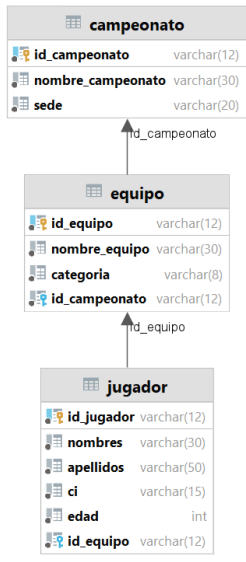 campeonato
id_campeonato varchar(12)
nombre_campeonato varchar(30)
sede varchar(20)
id_campeonato
equipo
id_equipo varchar(12)
nombre_equipo varchar(30)
categoria varchar(8)
id_campeonato varchar(12)
id_equipo
jugador
id_jugador varchar(12)
nombres varchar(30)
apellidos varchar(50)
ci varchar(15)
edad int
id_equipo varchar(12)